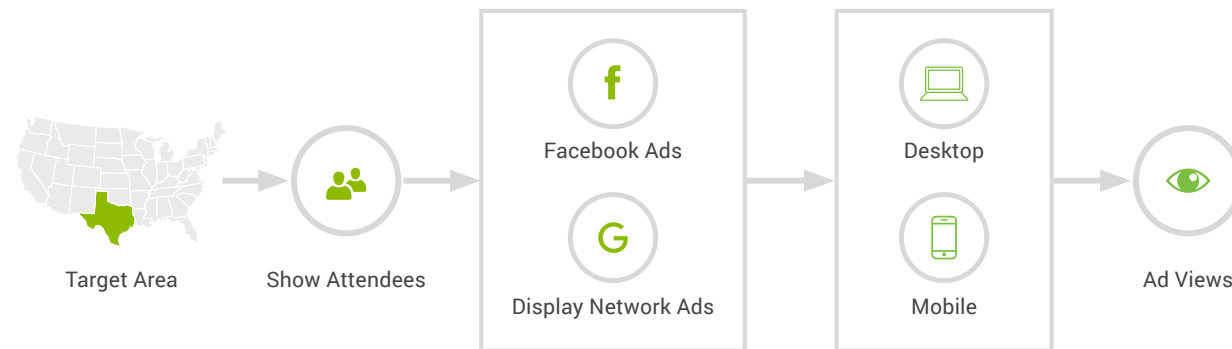 Target Area
Show Attendees
Facebook Ads
Display Network Ads
Desktop
Mobile
Ad Views